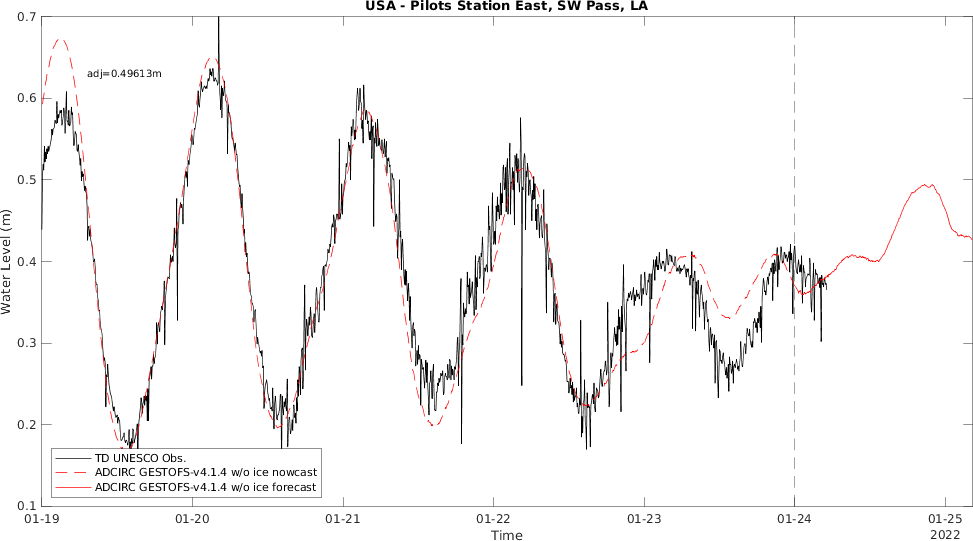 USA - Pilots Station East, SW Pass, LA
0.7
adj=0.49613m
0.6
0.5
0.4
0.3
0.2
0.1
Water Level (m)
TD UNESCO Obs.
ADCIRC GESTOFS-v4.1.4 w/o ice nowcast
ADCIRC GESTOFS-v4.1.4 w/o ice forecast
01-19 01-20 01-21 01-22 01-23 01-24 01-25
Time 2022